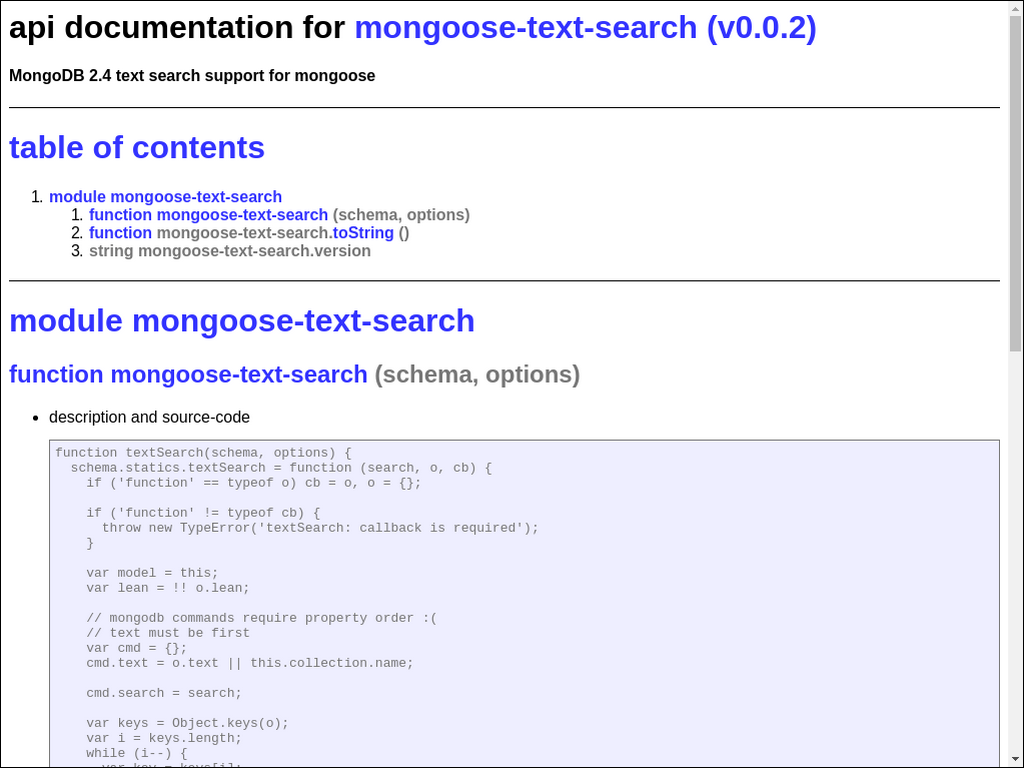 api documentation for mongoose-text-search (v0.0.2)
MongoDB 2.4 text search support for mongoose
table of contents
1. module mongoose-text-search
1. function mongoose-text-search (schema, options)
2. function mongoose-text-search.toString ()
3. string mongoose-text-search.version
module mongoose-text-search
function mongoose-text-search (schema, options)
• description and source-code
function textSearch(schema, options) {
  schema.statics.textSearch = function (search, o, cb) {
    if ('function' == typeof o) cb = o, o = {};

    if ('function' != typeof cb) {
      throw new TypeError('textSearch: callback is required');
    }

    var model = this;
    var lean = !! o.lean;

    // mongodb commands require property order :(
    // text must be first
    var cmd = {};
    cmd.text = o.text || this.collection.name;

    cmd.search = search;

    var keys = Object.keys(o);
    var i = keys.length;
    while (i--) {
      var key = keys[i];